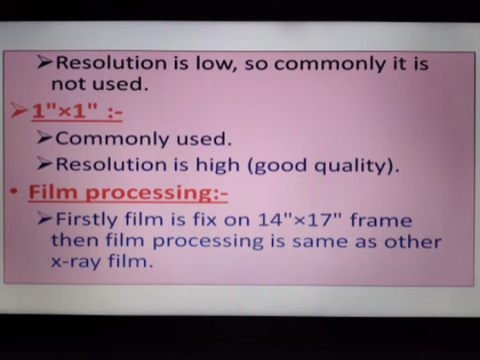 ➢Resolution is low, so commonly it is
not used.
➢1"×1" :-
➢Commonly used.
➢Resolution is high (good quality).
• Film processing:-
➢Firstly film is fix on 14"×17" frame
then film processing is same as other
x-ray film.